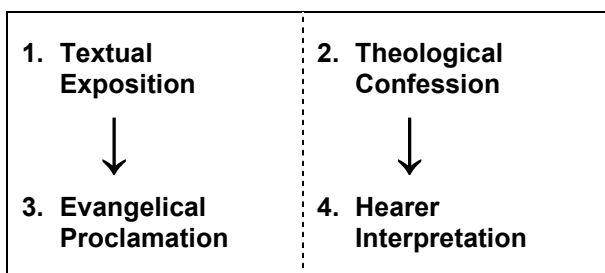 1. Textual
Exposition
2. Theological
Confession
3. Evangelical
Proclamation
4. Hearer
Interpretation